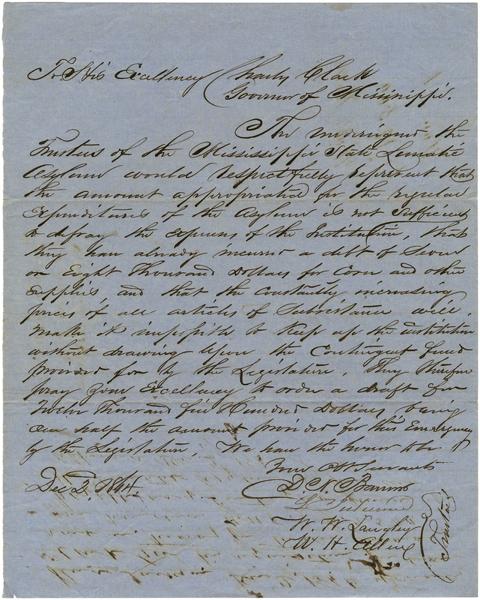 To His Excellency Charles Clark
Governor of Mississippi.
The undersigned the
Trustees of the Mississippi State Lunatic
Asylum would respectfully represent that
the amount appropriated for the regular
Expenditures of the Asylum is not sufficient
to defray the expenses of the Institution, that
they have already incurred a debt of Seven
or Eight Thousand Dollars for Corn and other
supplies, and that the constantly increasing
prices of all articles of Subsistence will
make it impossible to keep up the institution
without drawing upon the Contingent fund
provided for by the Legislature. They therefore
pray your Excellency to order a draft for
Twelve Thousand five Hundred Dollars, being
one half the amount provided for this Emergency
by the Legislature. We have the honor to be
Your Obt Servants
Dec 2. 1864.
President
W. H.
Trustees